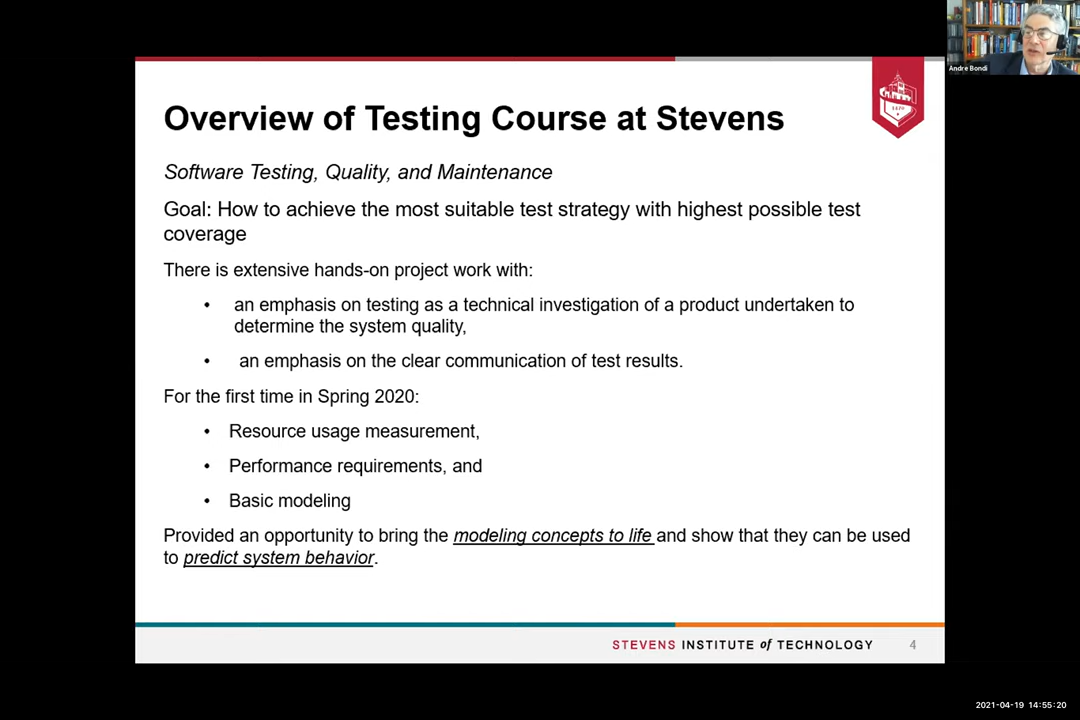 Andre Bondi
1870
Overview of Testing Course at Stevens
Software Testing, Quality, and Maintenance
Goal: How to achieve the most suitable test strategy with highest possible test
coverage
There is extensive hands-on project work with:
• an emphasis on testing as a technical investigation of a product undertaken to
determine the system quality,
• an emphasis on the clear communication of test results.
For the first time in Spring 2020:
• Resource usage measurement,
• Performance requirements, and
• Basic modeling
Provided an opportunity to bring the modeling concepts to life and show that they can be used
to predict system behavior.
STEVENS INSTITUTE of TECHNOLOGY 4
2021-04-19 14:55:20